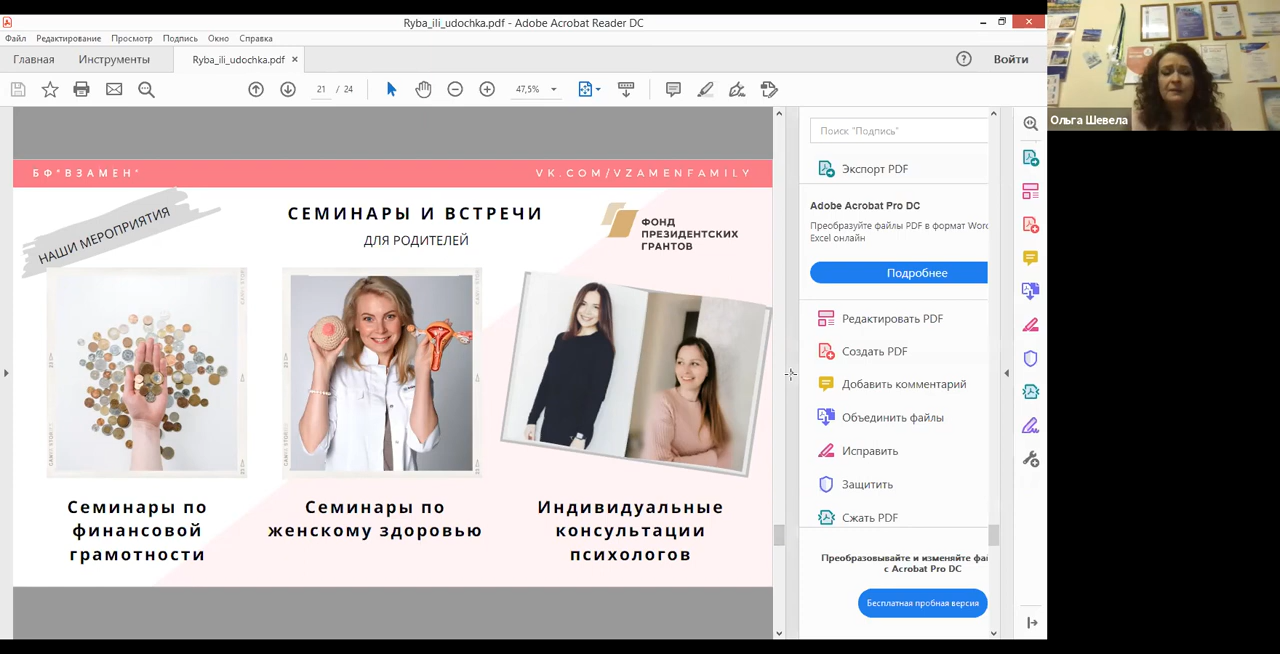 Ryba_ili_udochka.pdf - Adobe Acrobat Reader DC
Файл Редактирование Просмотр Подпись Окно Справка
Главная Инструменты Ryba_ili_udochka.pdf × Войти
21 / 24 47,5%
БФ"ВЗАМЕН" VK.COM/VZAMENFAMILY
НАШИ МЕРОПРИЯТИЯ
СЕМИНАРЫ И ВСТРЕЧИ
ДЛЯ РОДИТЕЛЕЙ
ФОНД
ПРЕЗИДЕНТСКИХ
ГРАНТОВ
Семинары по
финансовой
грамотности
Семинары по
женскому здоровью
Индивидуальные
консультации
психологов
Поиск "Подпись"
Экспорт PDF
Adobe Acrobat Pro DC
Преобразуйте файлы PDF в формат Worc
Excel онлайн
Подробнее
Редактировать PDF
Создать PDF
Добавить комментарий
Объединить файлы
Исправить
Защитить
Сжать PDF
Преобразовывайте и изменяйте фай
с Acrobat Pro DC
Бесплатная пробная версия
Ольга Шевела